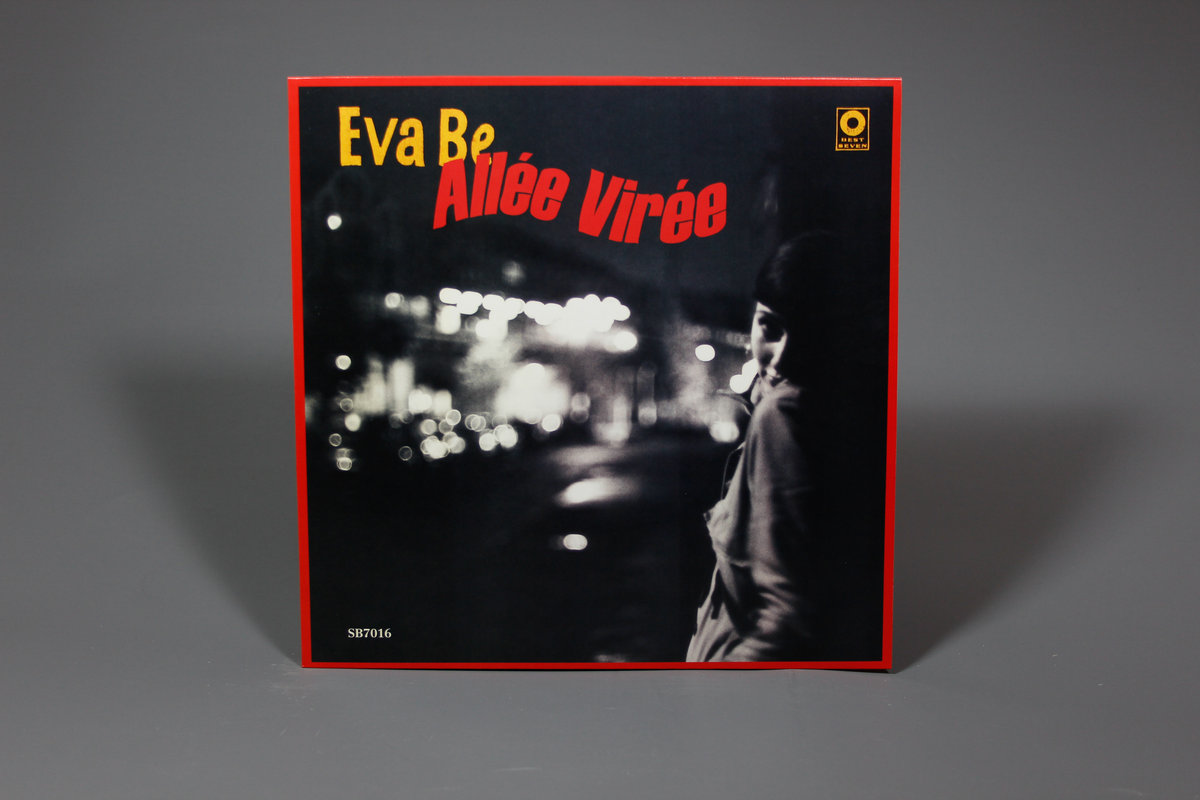 Eva Be
Allée Virée
BEST
SEVEN
SB7016